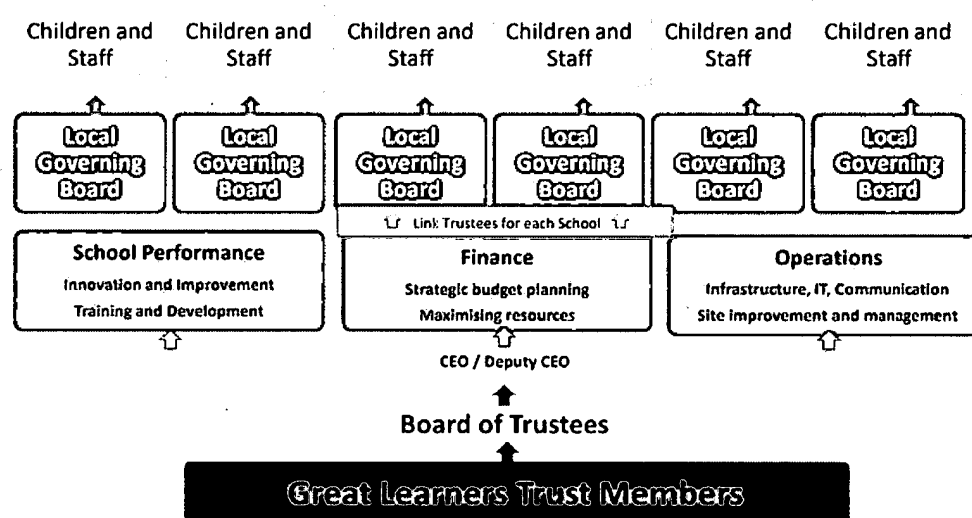 Children and
Staff
Children and
Staff
Children and
Staff
Children and
Staff
Children and
Staff
Children and
Staff
Local
Governing
Board
Local
Governing
Board
Local
Governing
Board
Local
Governing
Board
Local
Governing
Board
Local
Governing
Board
Link Trustees for each School
School Performance
Innovation and Improvement
Training and Development
Finance
Strategic budget planning
Maximising resources
Operations
Infrastructure, IT, Communication
Site improvement and management
CEO / Deputy CEO
Board of Trustees
Great Learners Trust Members